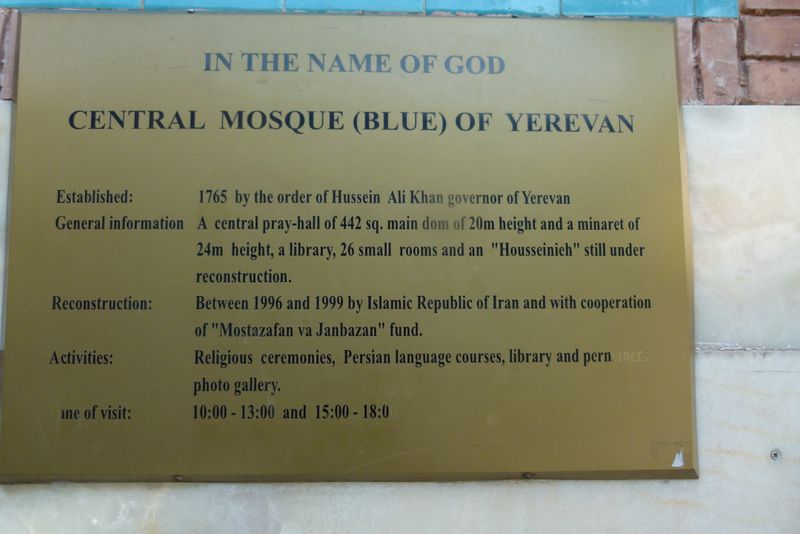 IN THE NAME OF GOD
CENTRAL MOSQUE (BLUE) OF YEREVAN
Established: 1765 by the order of Hussein Ali Khan governor of Yerevan
General information A central pray-hall of 442 sq. main dom of 20m height and a minaret of
24m height, a library, 26 small rooms and an "Housseinieh" still under
reconstruction.
Reconstruction: Between 1996 and 1999 by Islamic Republic of Iran and with cooperation
of "Mostazafan va Janbazan" fund.
Activities: Religious ceremonies, Persian language courses, library and permanent
photo gallery.
of visit: 10:00 - 13:00 and 15:00 - 18:0